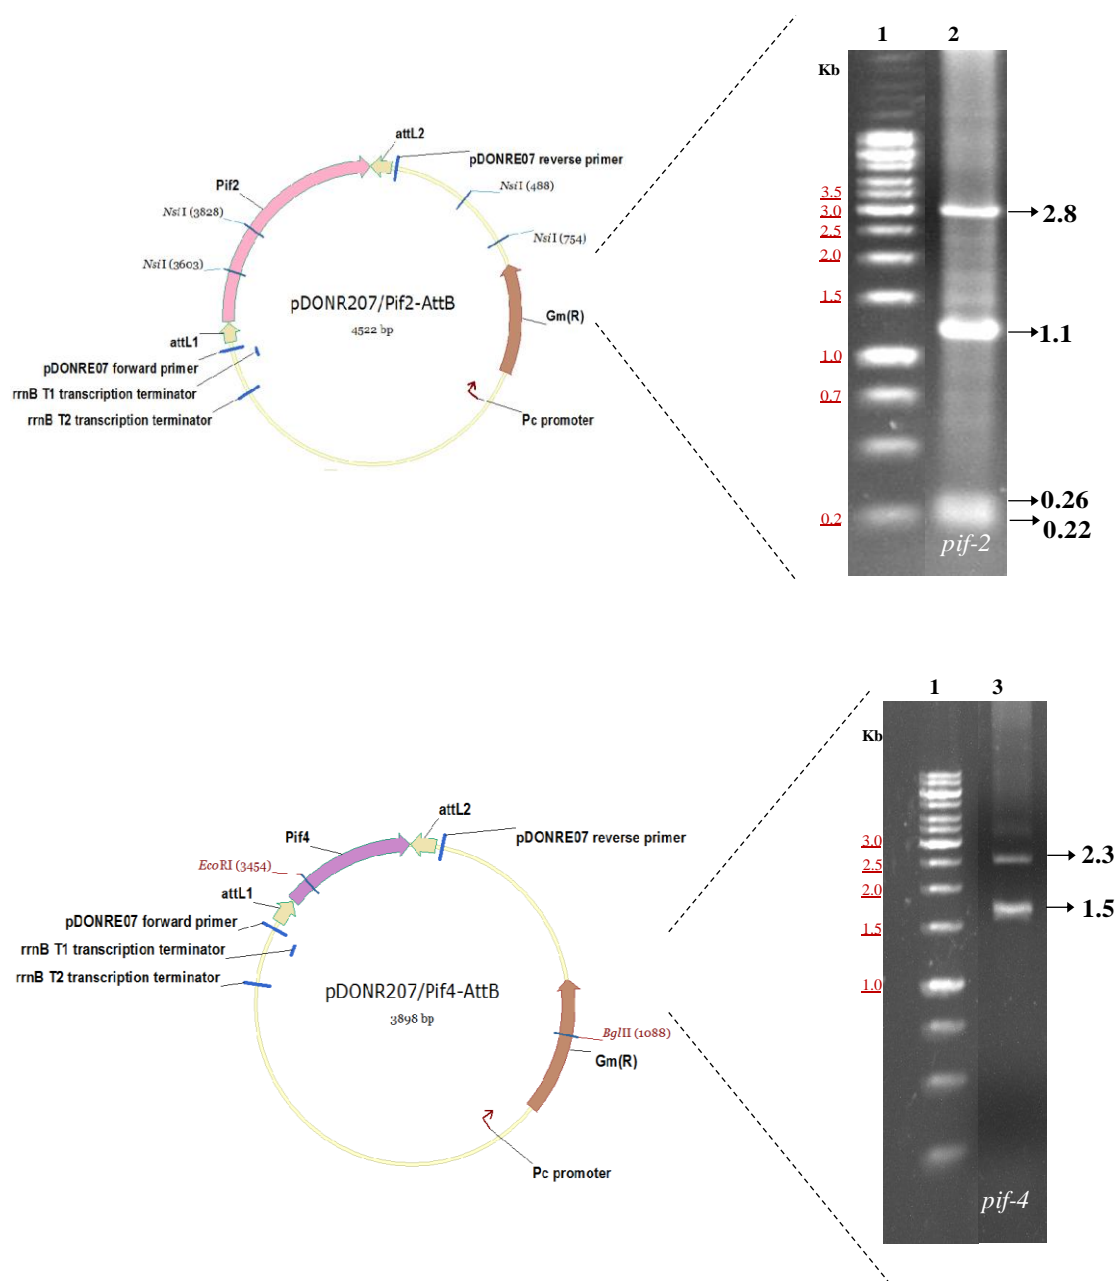 1 2
Kb
attL2
pDONRE07 reverse primer
Pif2
NsiI (488)
3.5
3.0
2.8
NsiI (3828)
2.5
NsiI (754)
2.0
NsiI (3603)
1.5
pDONR207/Pif2-AttB
4522 bp
Gm(R)
1.1
attL1
1.0
pDONRE07 forward primer
rrnB T1 transcription terminator
0.7
rrnB T2 transcription terminator
Pc promoter
0.26
0.2
0.22
pif-2
1 3
Kb
attL2
Pif4
pDONRE07 reverse primer
3.0
2.3
EcoRI (3454)
2.5
attL1
2.0
1.5
pDONRE07 forward primer
1.5
rrnB T1 transcription terminator
rrnB T2 transcription terminator
1.0
pDONR207/Pif4-AttB
3898 bp
BglII (1088)
Gm(R)
Pc promoter
pif-4